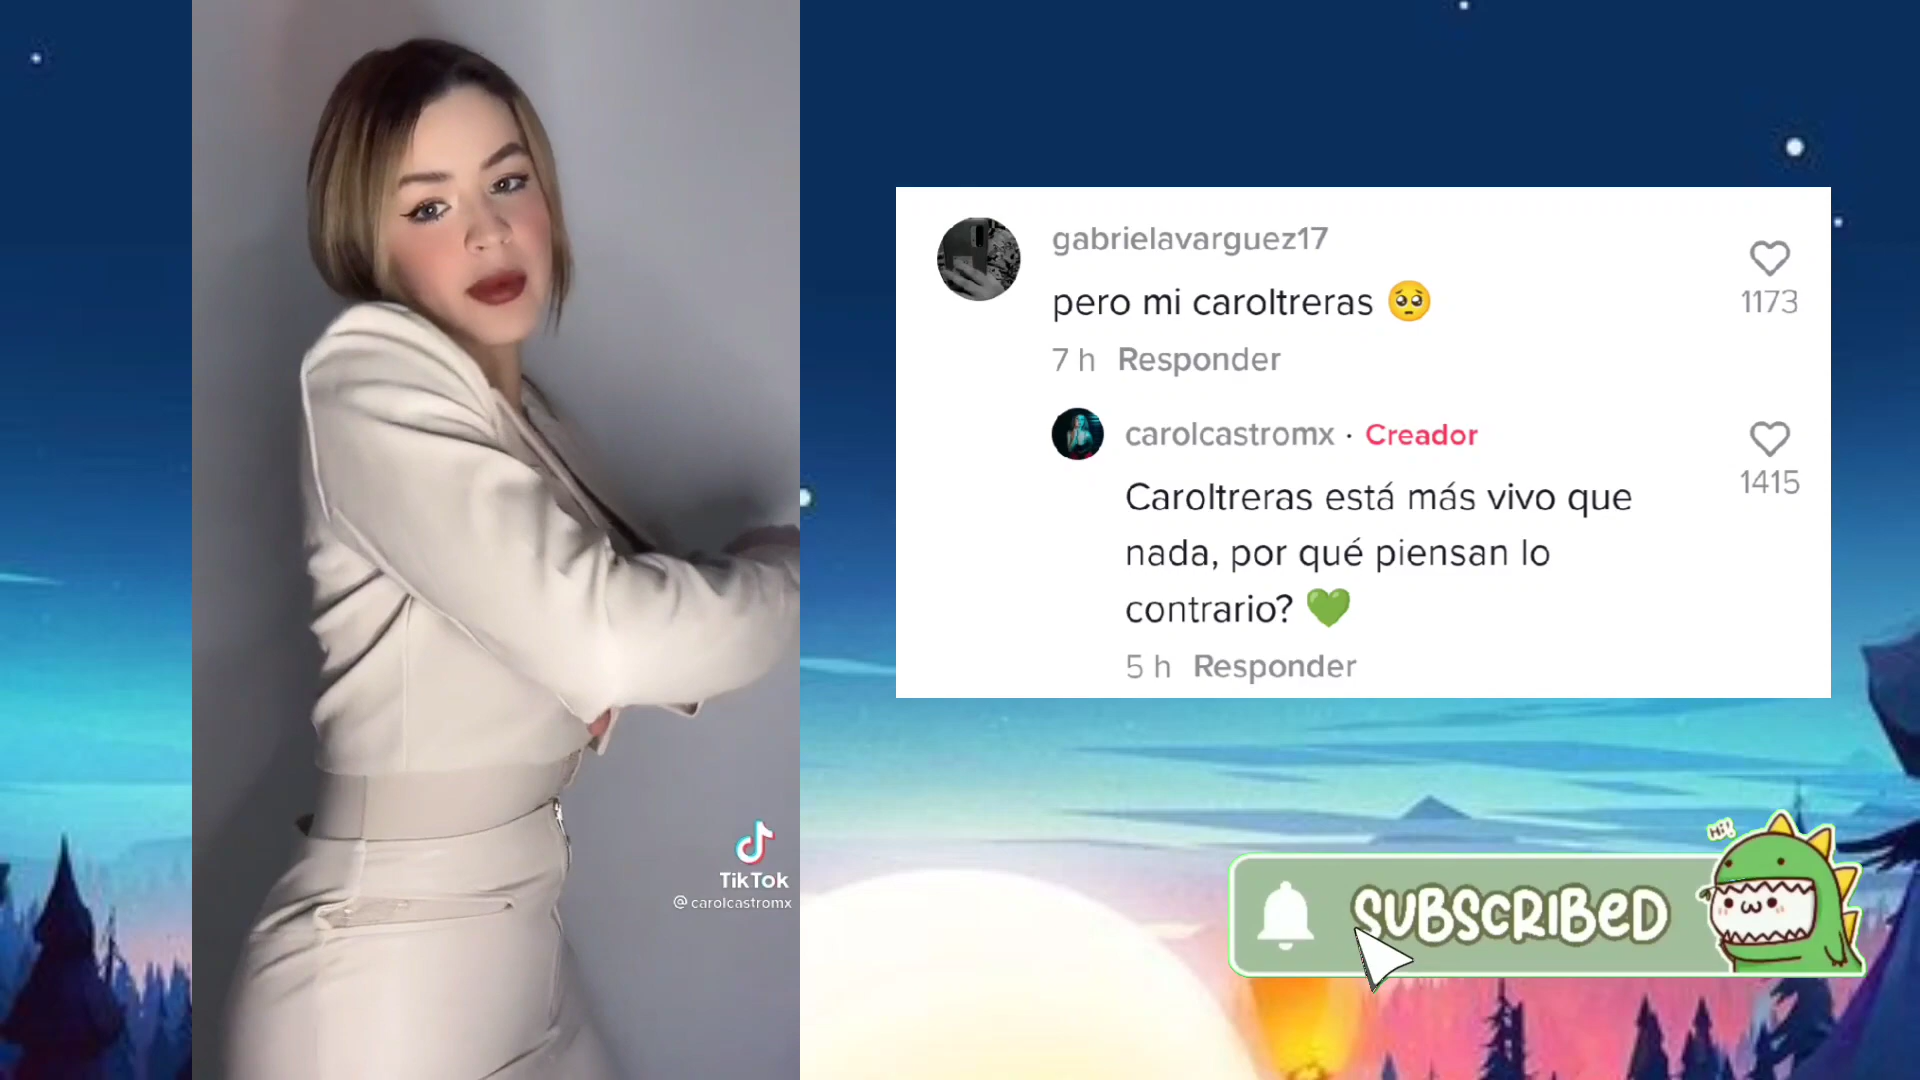 TikTok
@carolcastromx
gabrielavarguez17
pero mi caroltreras 🥺
1173
7 h Responder
carolcastromx · Creador
Caroltreras está más vivo que
nada, por qué piensan lo
contrario? 💚
1415
5 h Responder
Hi!
SUBSCRIBED